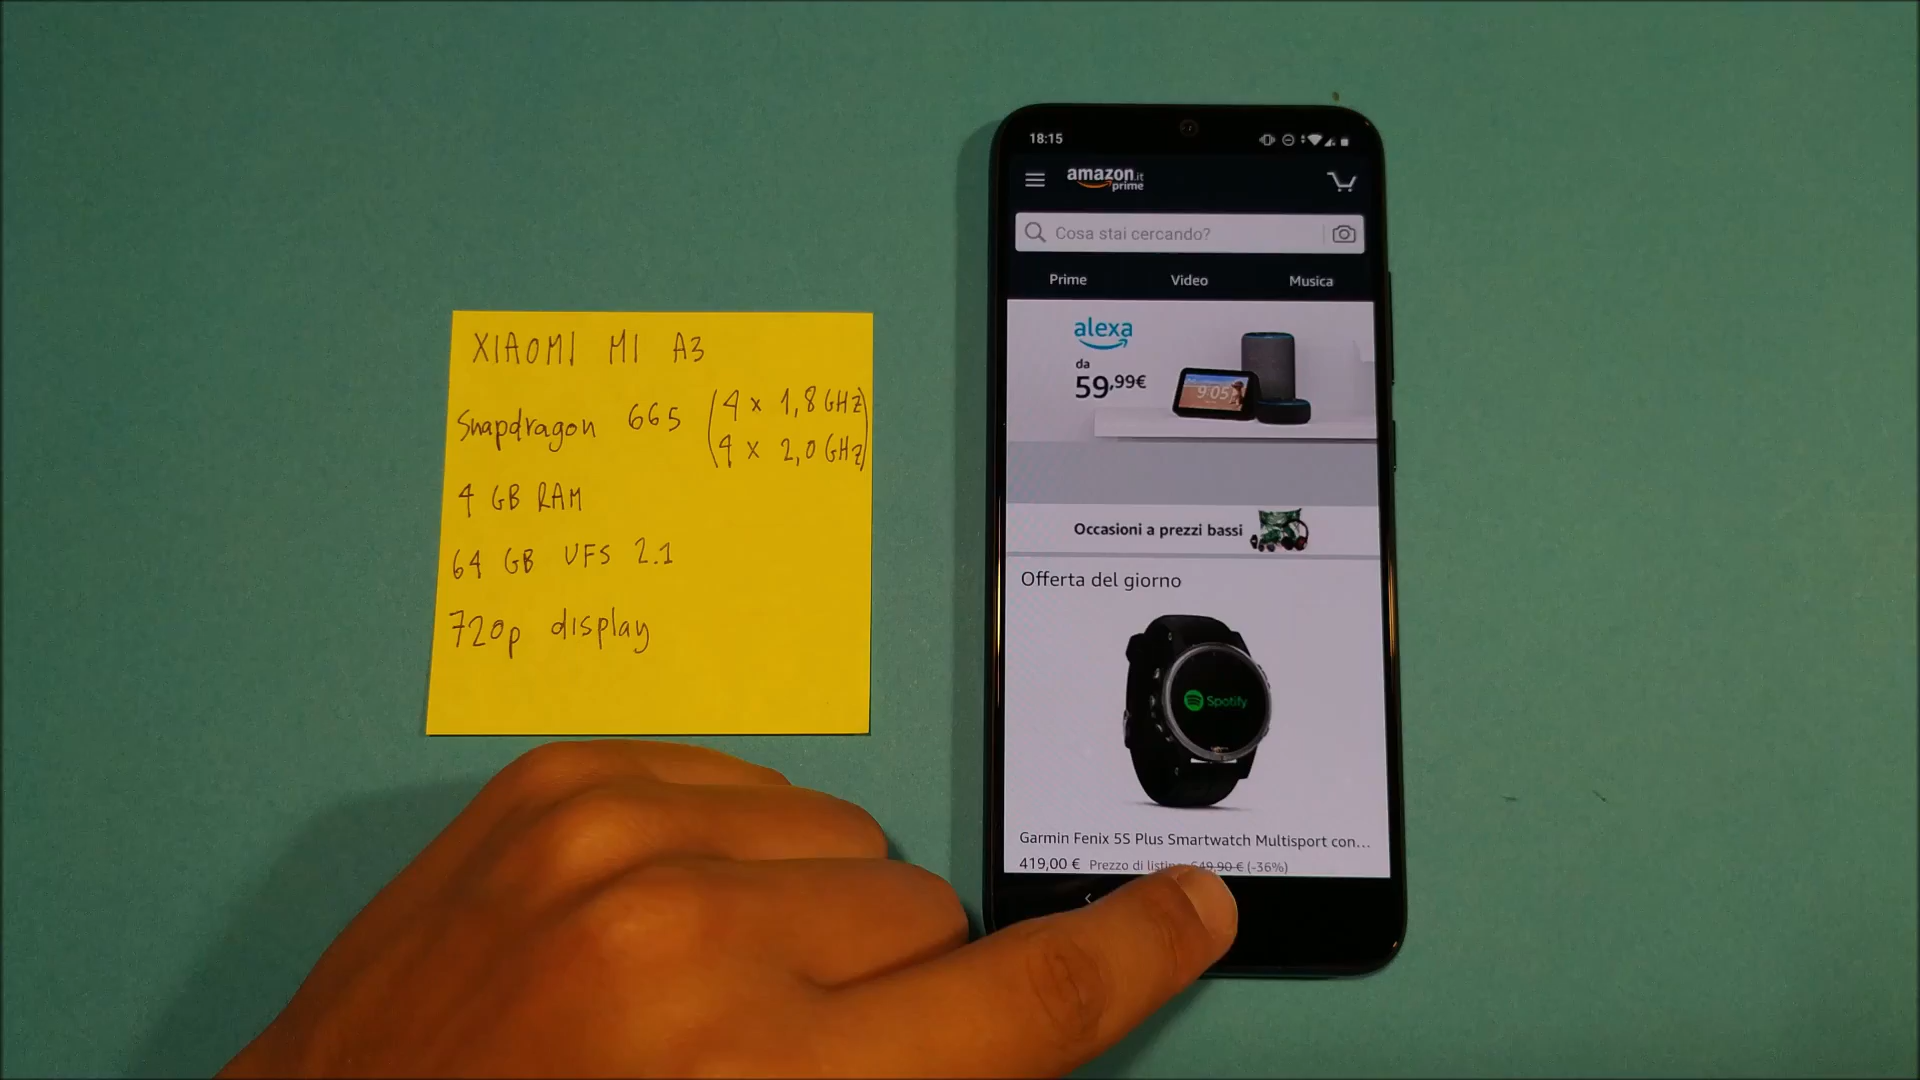 XIAOMI MI A3
Snapdragon 665 (4 x 1,8 GHz)
(4 x 2,0 GHz)
4 GB RAM
64 GB UFS 2.1
720p display
18:15
amazon.it
prime
Cosa stai cercando?
Prime Video Musica
alexa
da
59,99€
9:05
Occasioni a prezzi bassi
Offerta del giorno
Spotify
Garmin Fenix 5S Plus Smartwatch Multisport con...
419,00 € Prezzo di listino: 649,90 € (-36%)